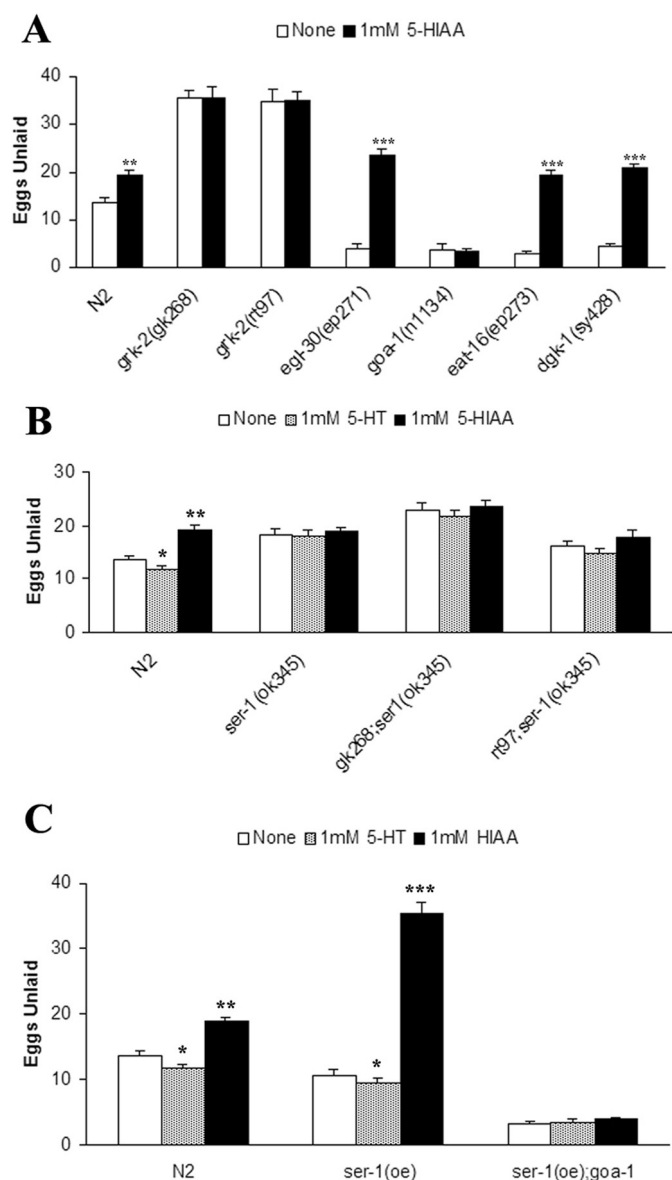 A
None 1mM 5-HIAA
Eggs Unlaid
40
30
20
10
0
** *** *** ***
N2 grk-2(gk268) grk-2(rt97) egl-30(ep271) goa-1(n1134) eat-16(ep273) dgk-1(sy428)
B
None 1mM 5-HT 1mM 5-HIAA
Eggs Unlaid
30
20
10
0
* **
N2 ser-1(ok345) gk268;ser1(ok345) rt97;ser-1(ok345)
C
None 1mM 5-HT 1mM HIAA
Eggs Unlaid
40
30
20
10
0
* ** * ***
N2 ser-1(oe) ser-1(oe);goa-1